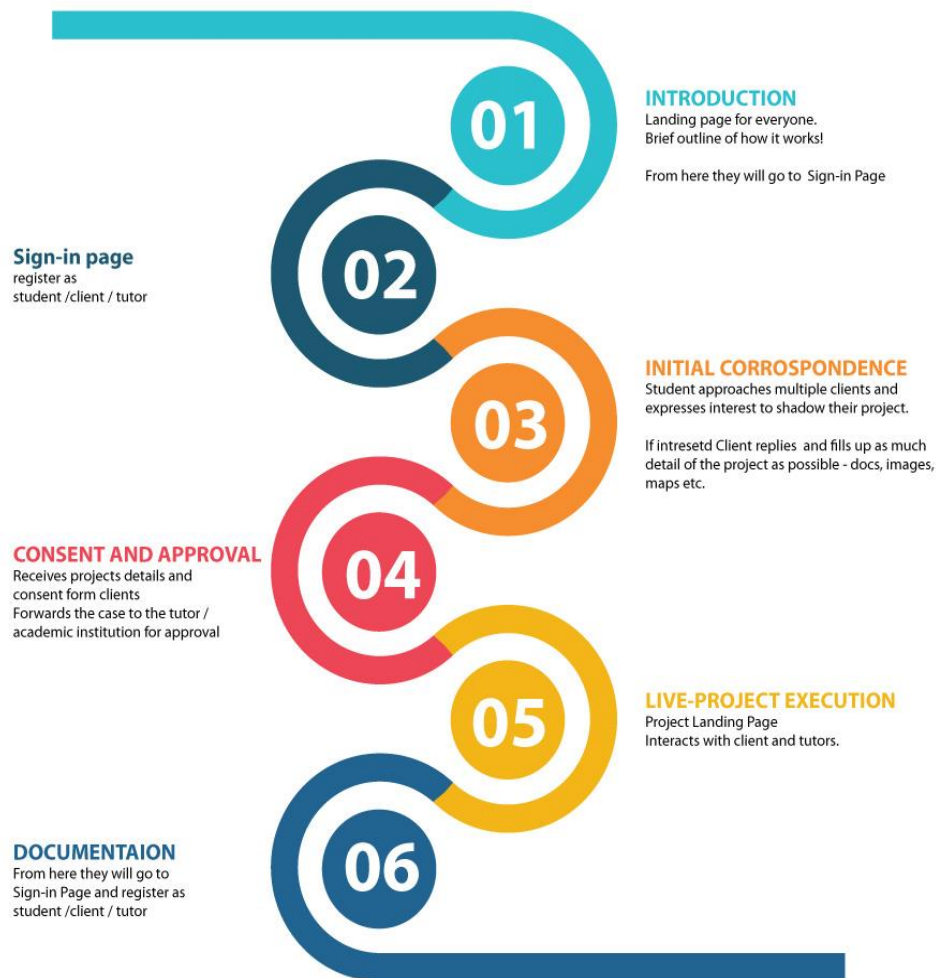 01
INTRODUCTION
Landing page for everyone.
Brief outline of how it works!
From here they will go to Sign-in Page
02
Sign-in page
register as
student /client / tutor
03
INITIAL CORROSPONDENCE
Student approaches multiple clients and
expresses interest to shadow their project.
If intresetd Client replies and fills up as much
detail of the project as possible - docs, images,
maps etc.
04
CONSENT AND APPROVAL
Receives projects details and
consent form clients
Forwards the case to the tutor /
academic institution for approval
05
LIVE-PROJECT EXECUTION
Project Landing Page
Interacts with client and tutors.
06
DOCUMENTAION
From here they will go to
Sign-in Page and register as
student /client / tutor